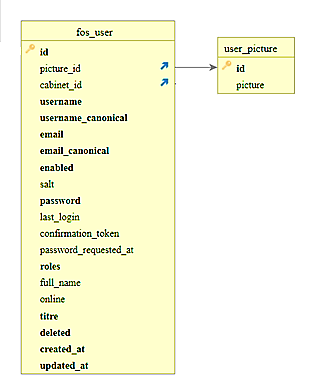 fos_user
id
picture_id
cabinet_id
username
username_canonical
email
email_canonical
enabled
salt
password
last_login
confirmation_token
password_requested_at
roles
full_name
online
titre
deleted
created_at
updated_at
user_picture
id
picture